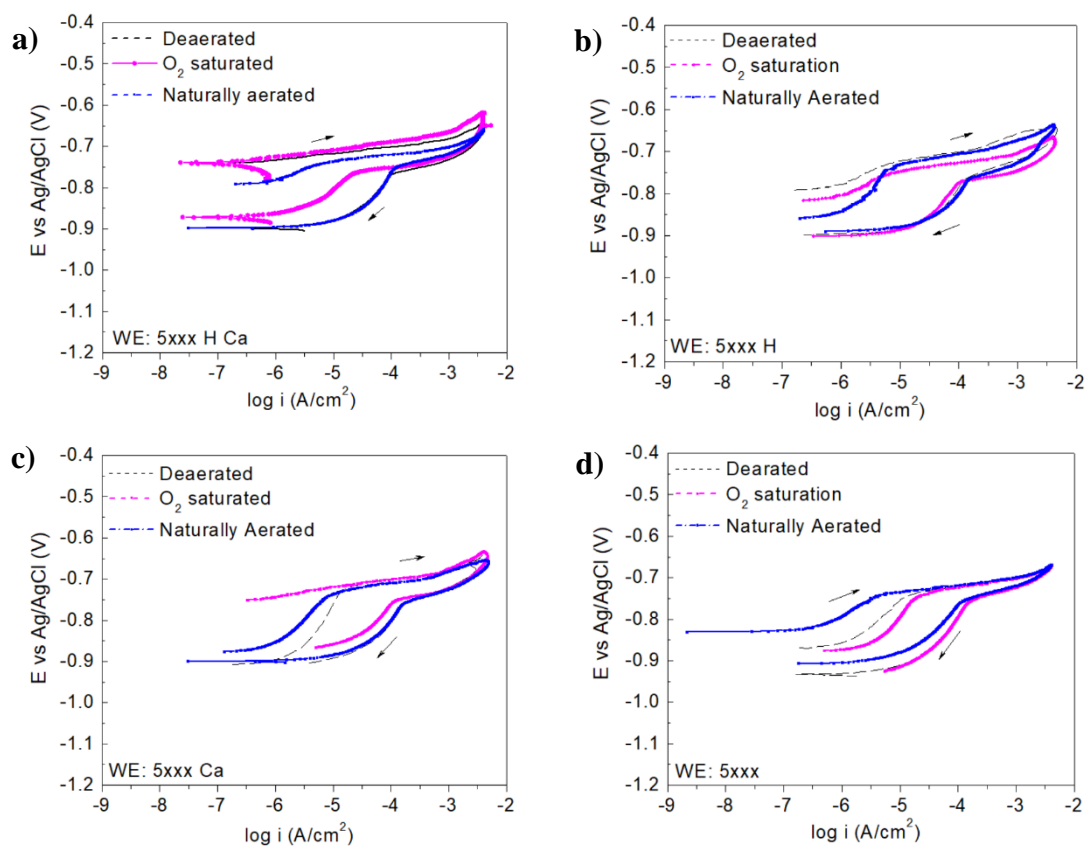 a)
Deaerated
O₂ saturated
Naturally aerated
-0.4
-0.5
-0.6
-0.7
-0.8
-0.9
-1.0
-1.1
-1.2
E vs Ag/AgCl (V)
WE: 5xxx H Ca
-9 -8 -7 -6 -5 -4 -3 -2
log i (A/cm²)
b)
Deaerated
O₂ saturation
Naturally Aerated
-0.4
-0.5
-0.6
-0.7
-0.8
-0.9
-1.0
-1.1
-1.2
E vs Ag/AgCl (V)
WE: 5xxx H
-9 -8 -7 -6 -5 -4 -3 -2
log i (A/cm²)
c)
Deaerated
O₂ saturated
Naturally Aerated
-0.4
-0.5
-0.6
-0.7
-0.8
-0.9
-1.0
-1.1
-1.2
E vs Ag/AgCl (V)
WE: 5xxx Ca
-9 -8 -7 -6 -5 -4 -3 -2
log i (A/cm²)
d)
Dearated
O₂ saturation
Naturally Aerated
-0.4
-0.5
-0.6
-0.7
-0.8
-0.9
-1.0
-1.1
-1.2
E vs Ag/AgCl (V)
WE: 5xxx
-9 -8 -7 -6 -5 -4 -3 -2
log i (A/cm²)